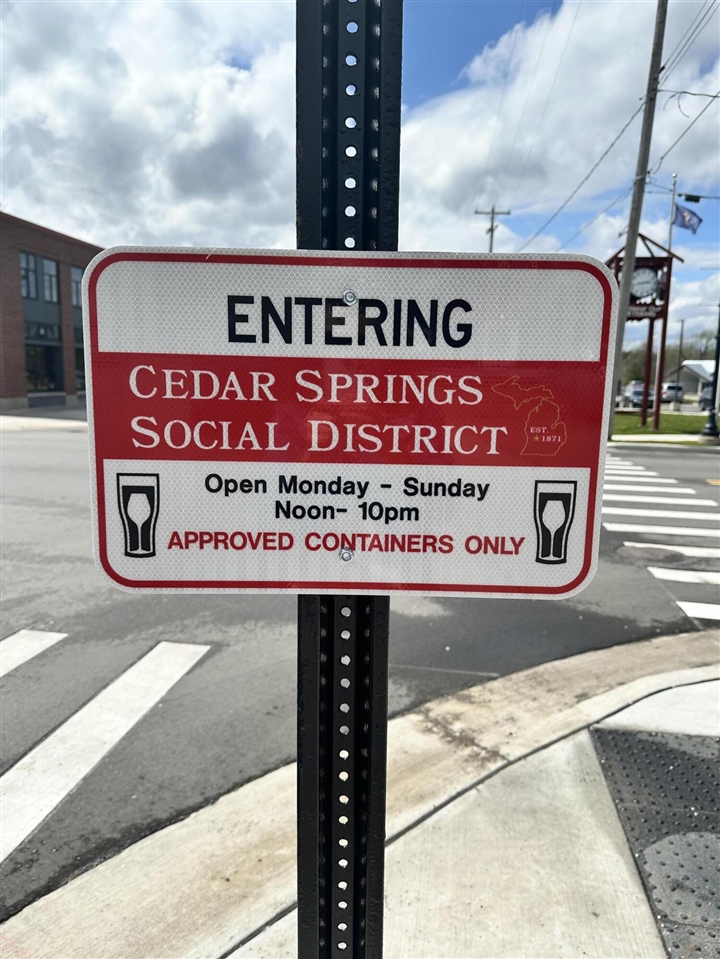 ENTERING
CEDAR SPRINGS
SOCIAL DISTRICT
EST.
1871
Open Monday - Sunday
Noon- 10pm
APPROVED CONTAINERS ONLY